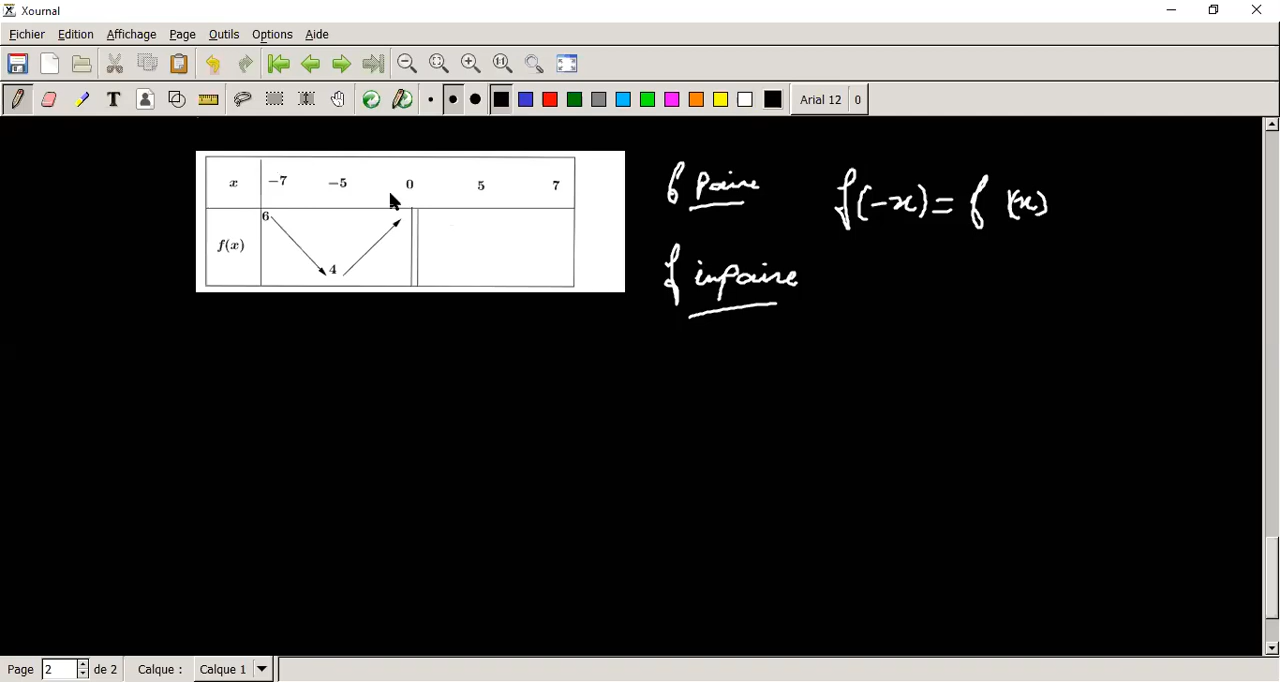 Xournal
Fichier Edition Affichage Page Outils Options Aide
Arial 12 0
x −7 −5 0 5 7
6
f(x)
4
f Paire f(-x) = f (x)
f impaire
Page 2 de 2 Calque : Calque 1